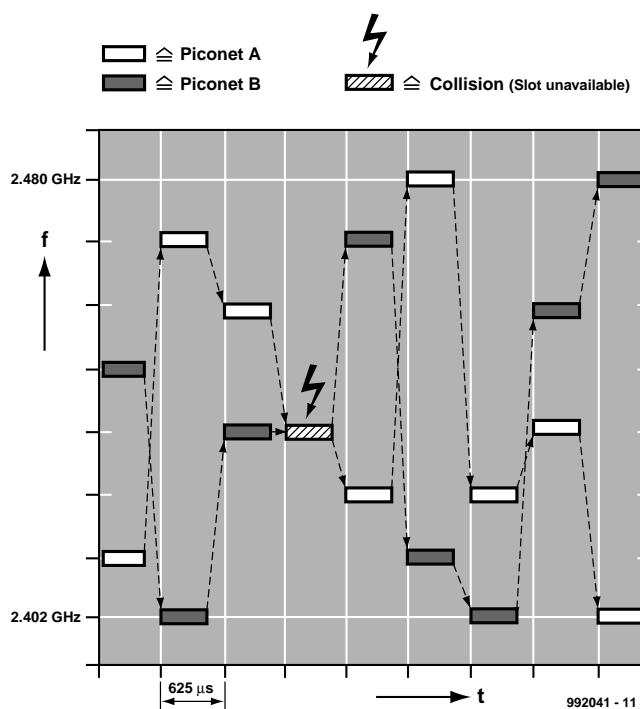 ≙ Piconet A
≙ Piconet B
≙ Collision (Slot unavailable)
2.480 GHz
f
2.402 GHz
625 µs
t
992041 - 11